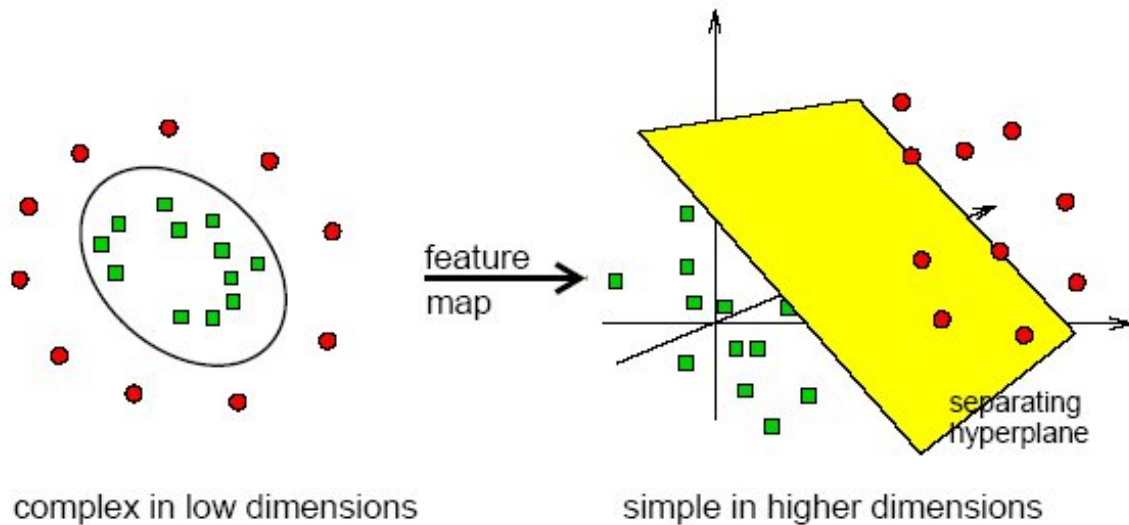 feature
map
separating
hyperplane
complex in low dimensions
simple in higher dimensions